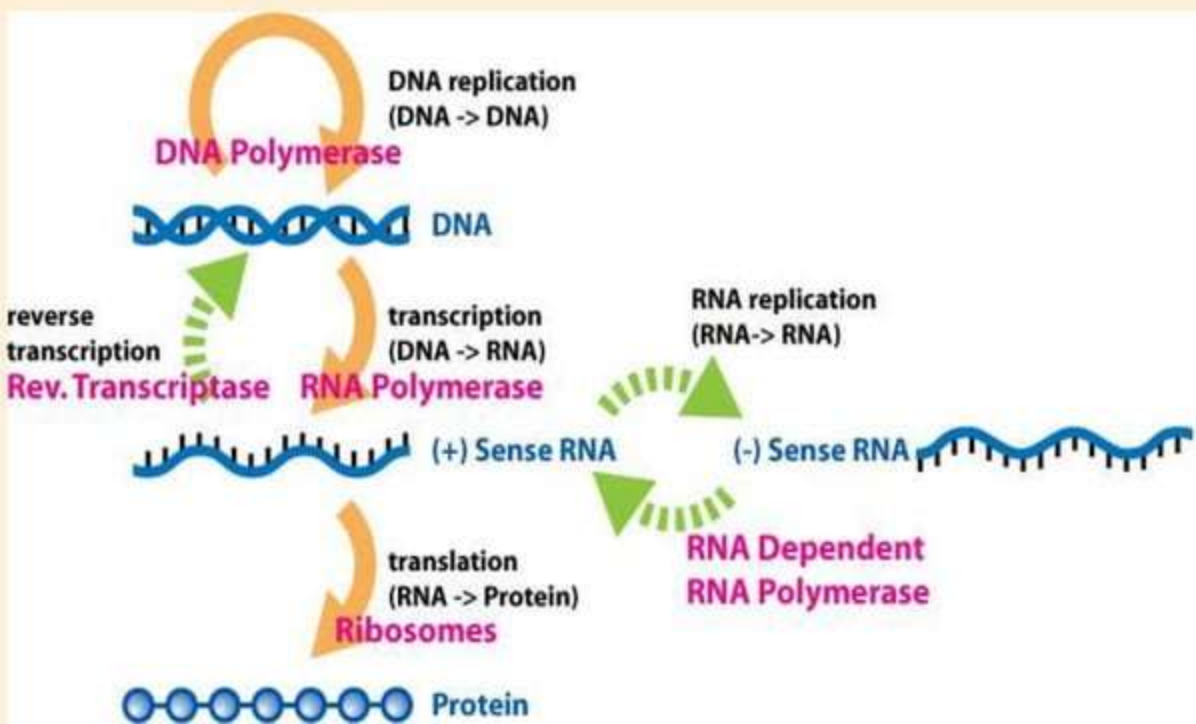 DNA replication
(DNA -> DNA)
DNA Polymerase
DNA
reverse
transcription
Rev. Transcriptase
transcription
(DNA -> RNA)
RNA Polymerase
RNA replication
(RNA-> RNA)
(+) Sense RNA
(-) Sense RNA
RNA Dependent
RNA Polymerase
translation
(RNA -> Protein)
Ribosomes
Protein